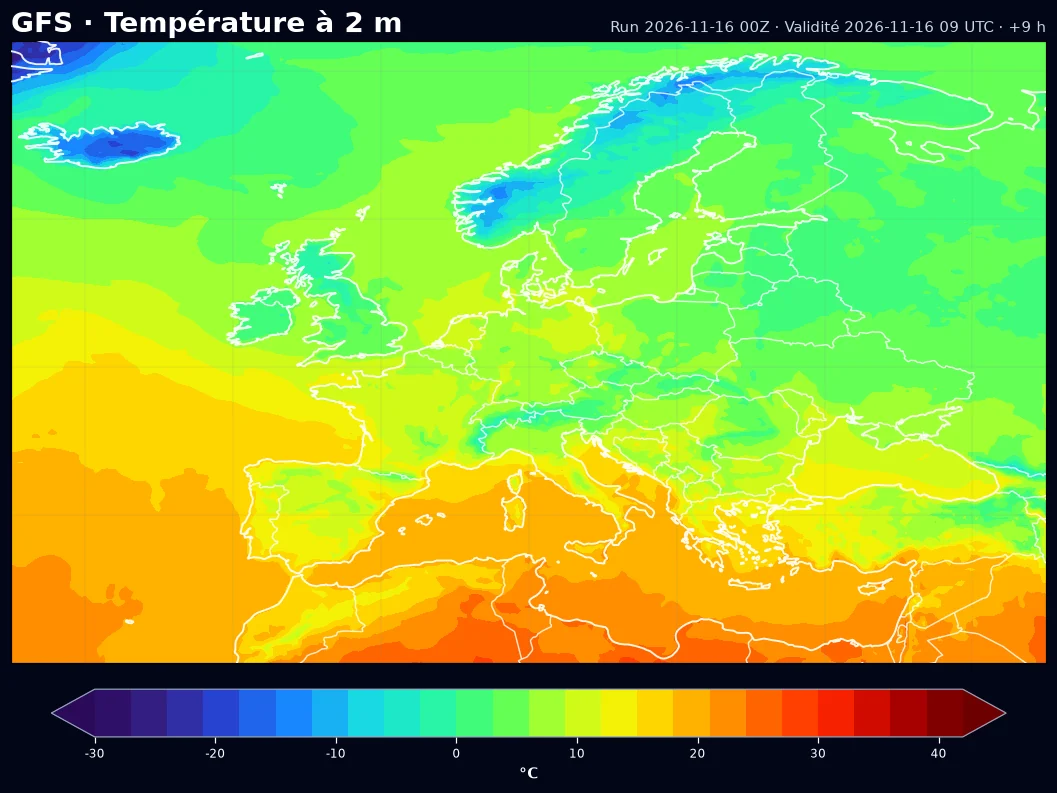 GFS · Température à 2 m
Run 2026-11-16 00Z · Validité 2026-11-16 09 UTC · +9 h
-30 -20 -10 0 10 20 30 40
°C